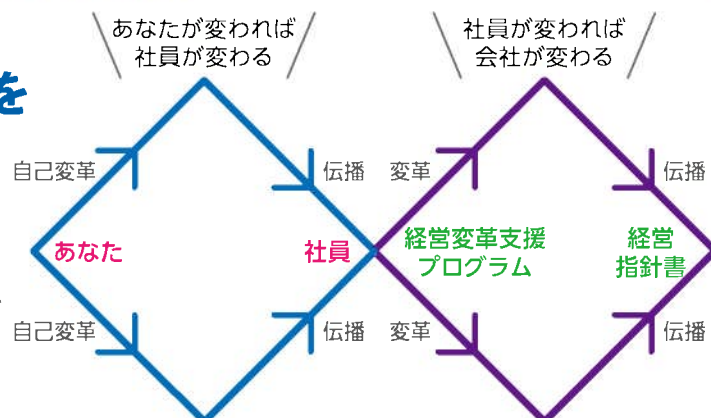 あなたが変われば
社員が変わる
社員が変われば
会社が変わる
を
自己変革
伝播
変革
伝播
あなた
社員
経営変革支援
プログラム
経営
指針書
自己変革
伝播
変革
伝播